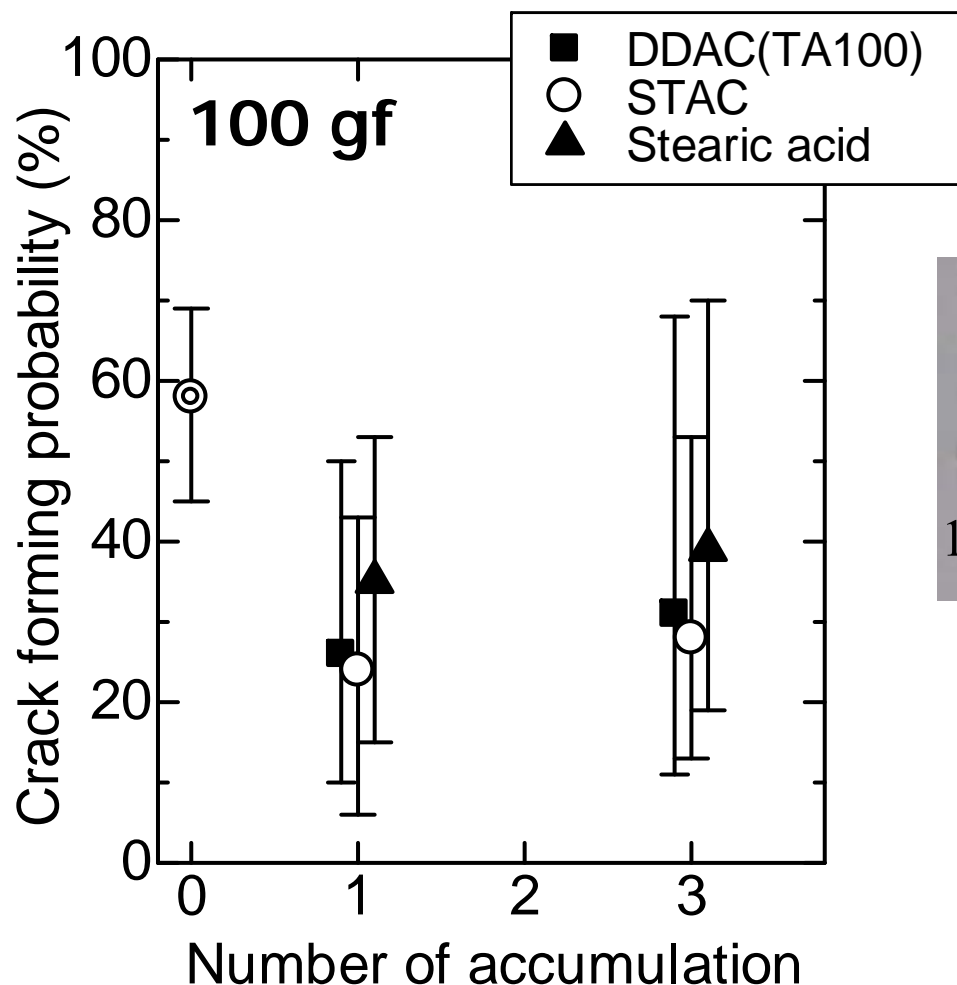 DDAC(TA100)
STAC
Stearic acid
100 gf
100
80
60
40
20
0
Crack forming probability (%)
0 1 2 3
Number of accumulation
1